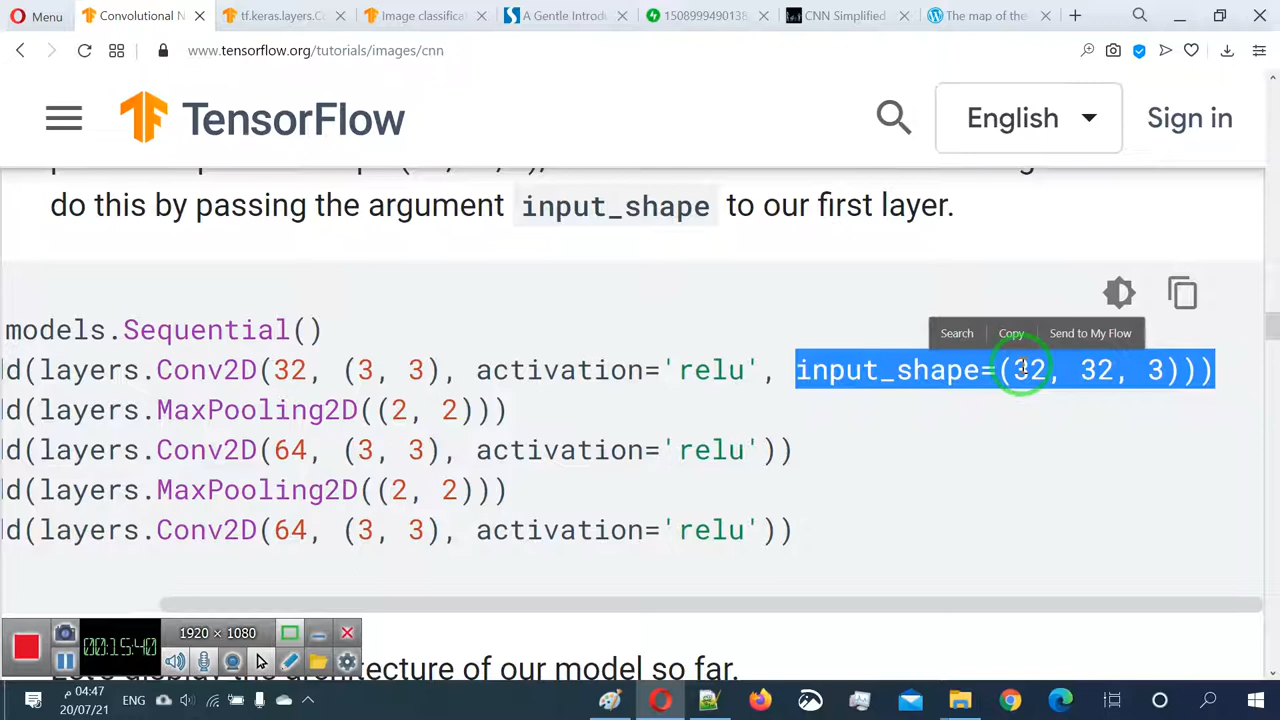 Menu
Convolutional N
tf.keras.layers.C
Image classificat
A Gentle Introdu
15089990490138
CNN Simplified
The map of the
www.tensorflow.org/tutorials/images/cnn
TensorFlow
English
Sign in
do this by passing the argument input_shape to our first layer.
Search Copy Send to My Flow
models.Sequential()
d(layers.Conv2D(32, (3, 3), activation='relu', input_shape=(32, 32, 3)))
d(layers.MaxPooling2D((2, 2)))
d(layers.Conv2D(64, (3, 3), activation='relu'))
d(layers.MaxPooling2D((2, 2)))
d(layers.Conv2D(64, (3, 3), activation='relu'))
00:15:40
1920 × 1080
architecture of our model so far.
ENG
04:47 م
20/07/21